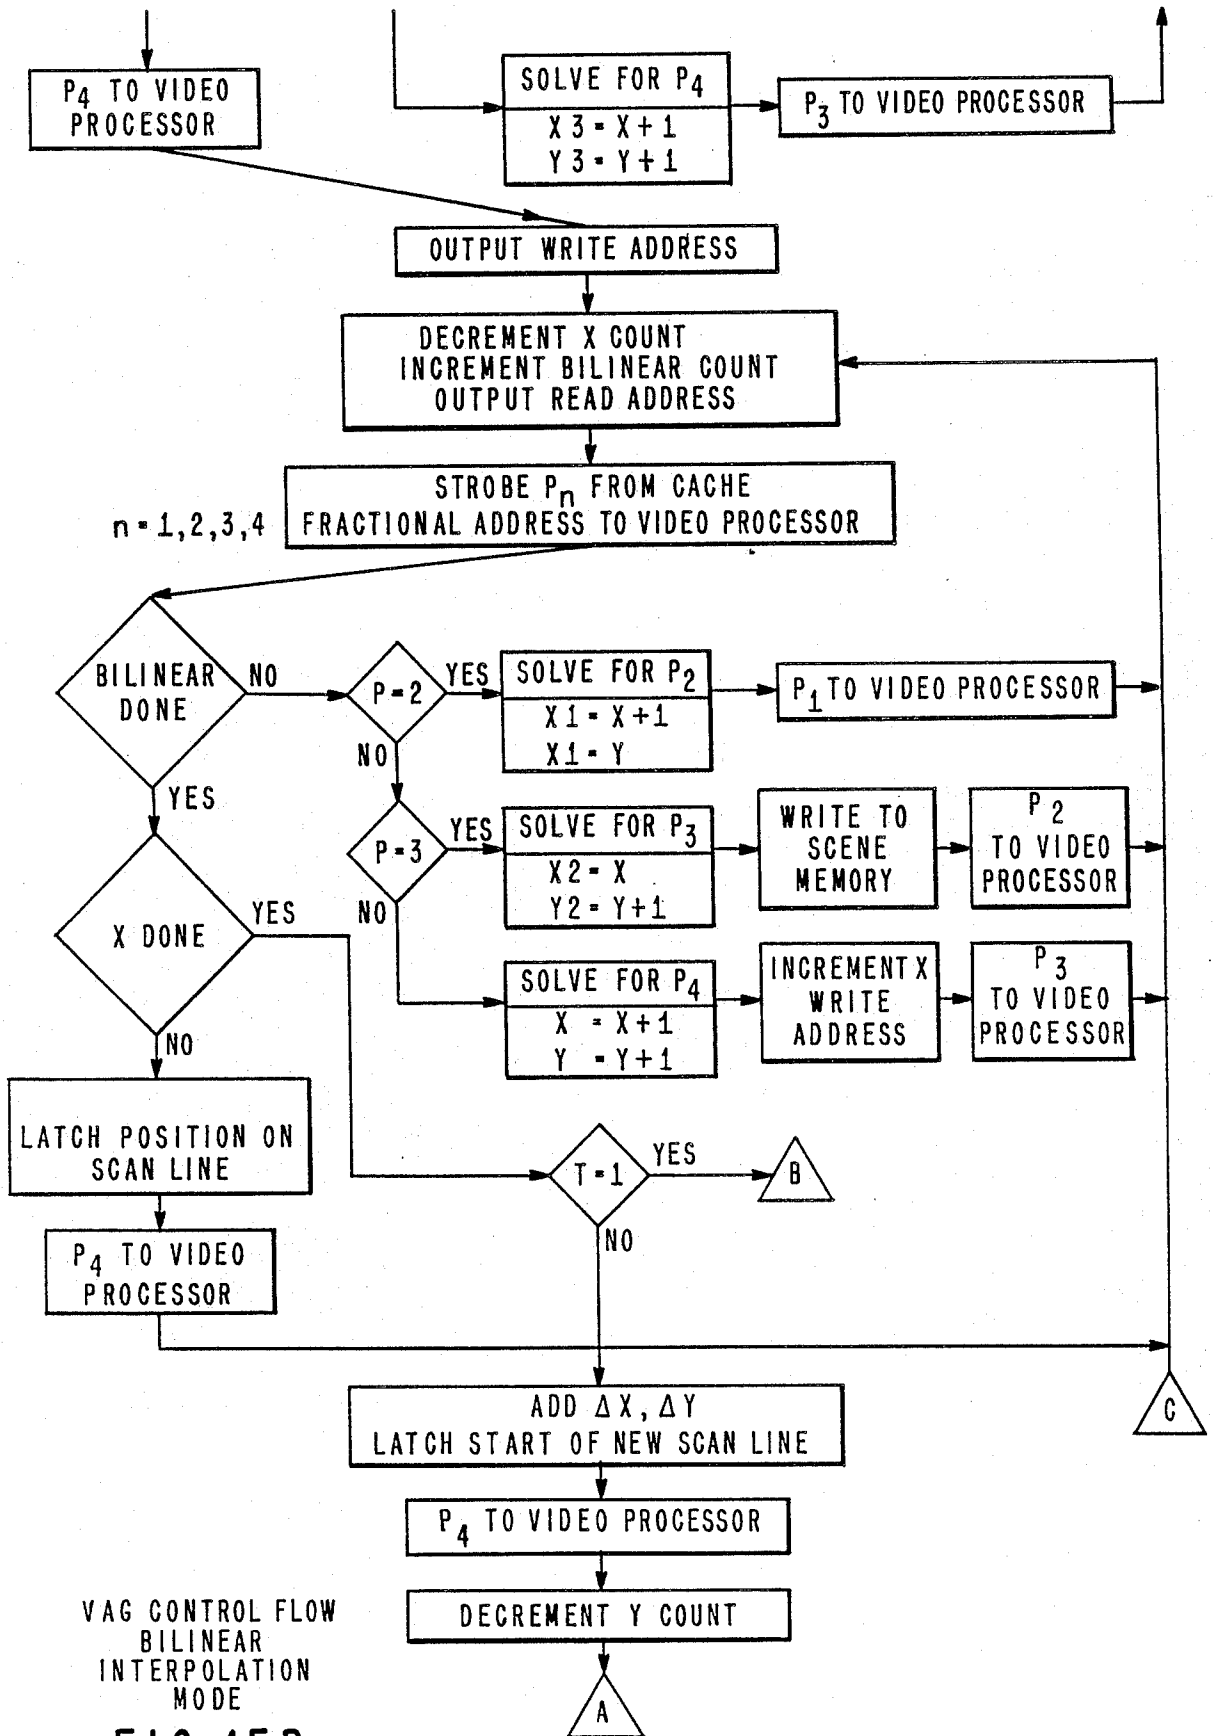 P4 TO VIDEO
PROCESSOR
SOLVE FOR P4
X3=X+1
Y3=Y+1
P3 TO VIDEO PROCESSOR
OUTPUT WRITE ADDRESS
DECREMENT X COUNT
INCREMENT BILINEAR COUNT
OUTPUT READ ADDRESS
n=1,2,3,4
STROBE Pn FROM CACHE
FRACTIONAL ADDRESS TO VIDEO PROCESSOR
BILINEAR
DONE
NO
YES
P=2
YES
NO
SOLVE FOR P2
X1=X+1
X1=Y
P1 TO VIDEO PROCESSOR
P=3
YES
NO
SOLVE FOR P3
X2=X
Y2=Y+1
WRITE TO
SCENE
MEMORY
P2
TO VIDEO
PROCESSOR
X DONE
YES
NO
SOLVE FOR P4
X =X+1
Y =Y+1
INCREMENT X
WRITE
ADDRESS
P3
TO VIDEO
PROCESSOR
LATCH POSITION ON
SCAN LINE
T=1
YES
B
NO
P4 TO VIDEO
PROCESSOR
ADD ΔX, ΔY
LATCH START OF NEW SCAN LINE
C
P4 TO VIDEO PROCESSOR
DECREMENT Y COUNT
A
VAG CONTROL FLOW
BILINEAR
INTERPOLATION
MODE